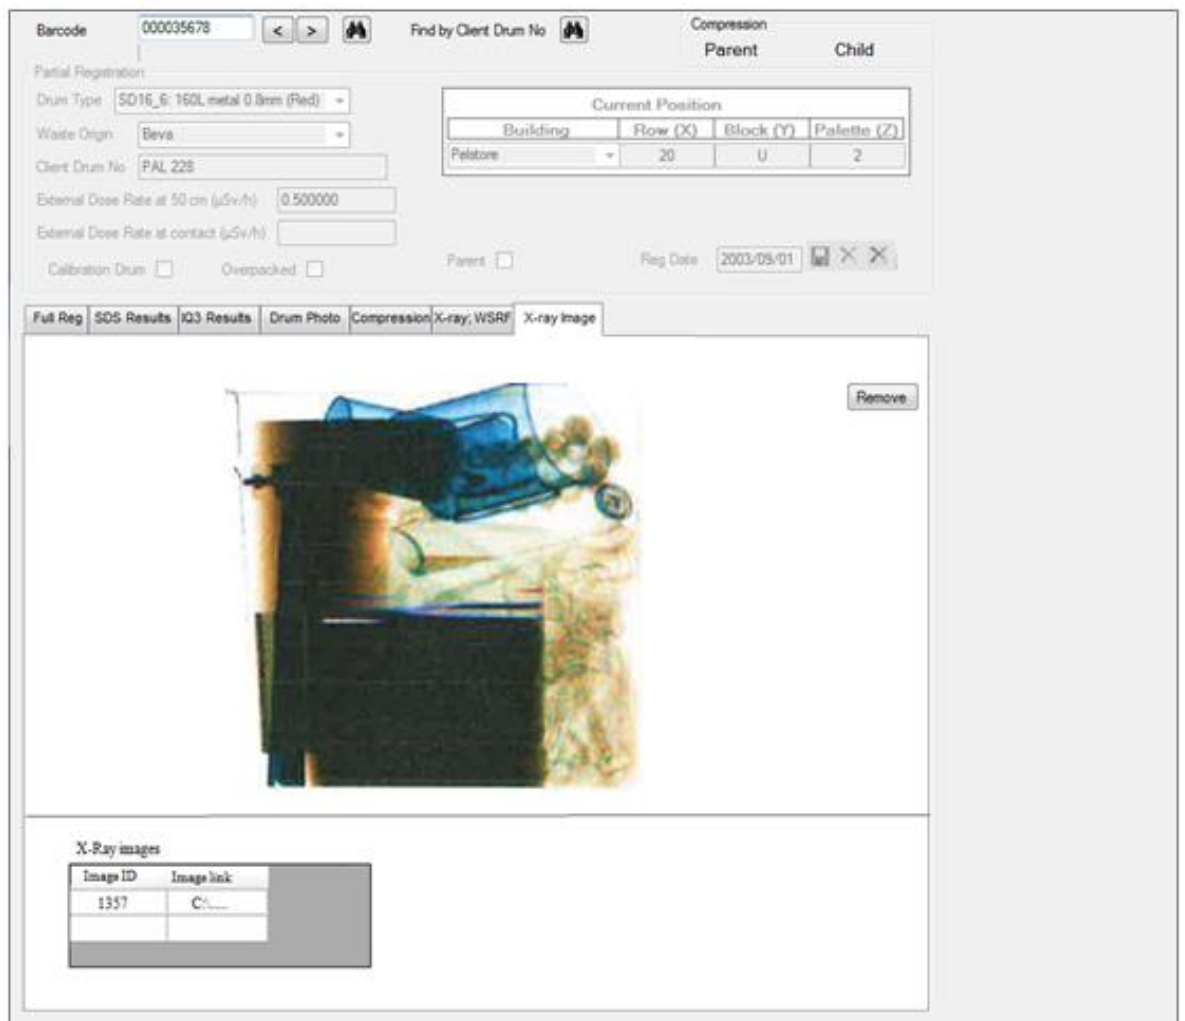 Barcode 000035678 < > Find by Client Drum No Compression
Parent Child
Partial Registration
Drum Type SD16_6: 160L metal 0.8mm (Red)
Current Position
Waste Origin Beva
Building Row (X) Block (Y) Palette (Z)
Pelstore 20 U 2
Client Drum No PAL 228
External Dose Rate at 50 cm (µSv/h) 0.500000
External Dose Rate at contact (µSv/h)
Calibration Drum Overpacked Parent Reg Date 2003/09/01
Full Reg SDS Results IQ3 Results Drum Photo Compression X-ray; WSRF X-ray Image
Remove
X-Ray images
Image ID Image link
1357 C:\.....